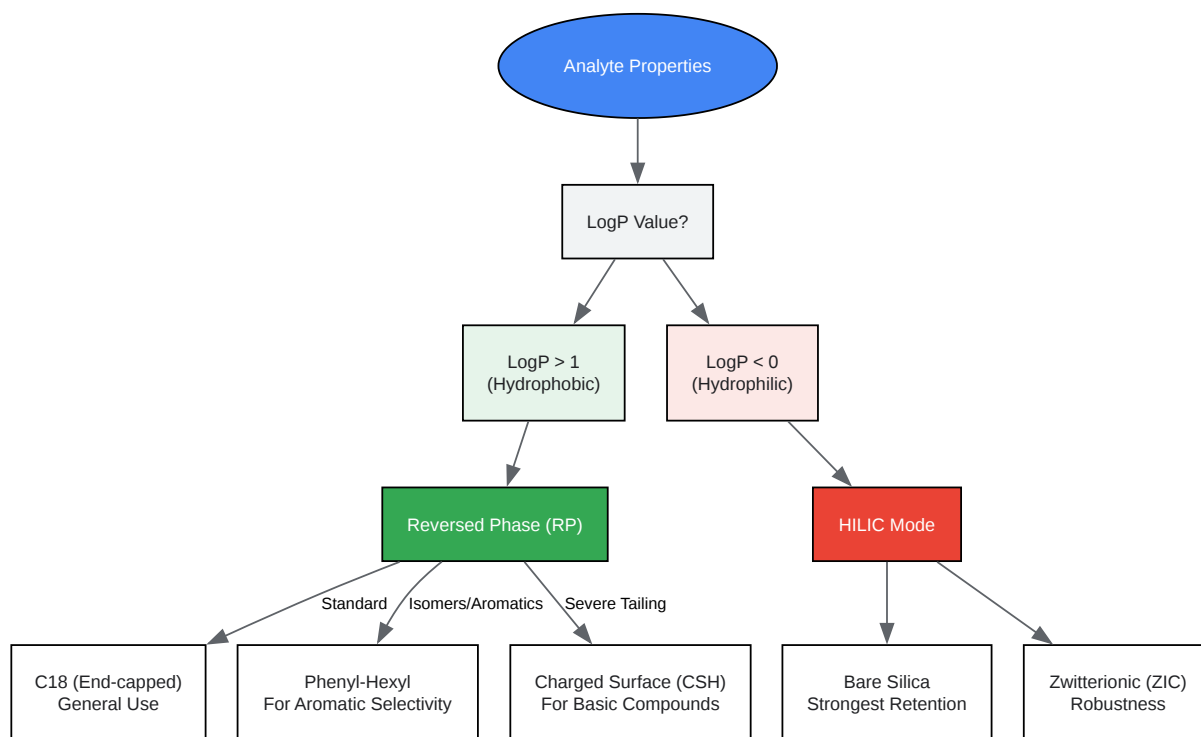 Analyte Properties
LogP Value?
LogP > 1
(Hydrophobic)
LogP < 0
(Hydrophilic)
Reversed Phase (RP)
HILIC Mode
Standard
Isomers/Aromatics
Severe Tailing
C18 (End-capped)
General Use
Phenyl-Hexyl
For Aromatic Selectivity
Charged Surface (CSH)
For Basic Compounds
Bare Silica
Strongest Retention
Zwitterionic (ZIC)
Robustness